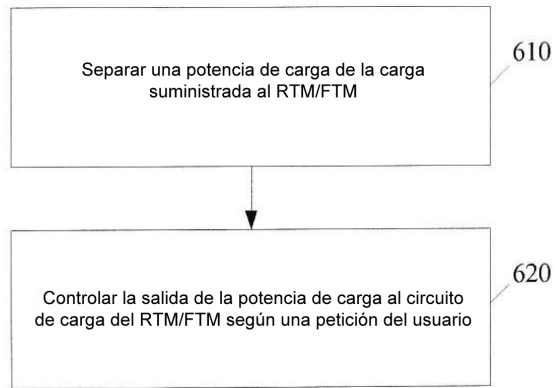 Separar una potencia de carga de la carga
suministrada al RTM/FTM
610
Controlar la salida de la potencia de carga al circuito
de carga del RTM/FTM según una petición del usuario
620